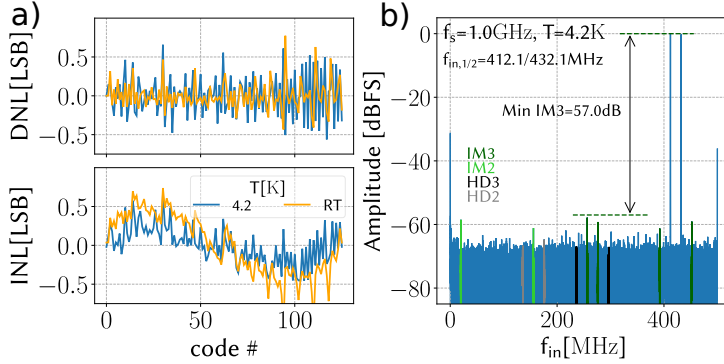 a)
DNL[LSB]
0.5
0.0
−0.5
INL[LSB]
0.5
0.0
−0.5
T[K]
4.2
RT
0
50
100
code #
b)
Amplitude [dBFS]
0
−20
−40
−60
−80
f_s=1.0GHz, T=4.2K
f_in,1/2=412.1/432.1MHz
Min IM3=57.0dB
IM3
IM2
HD3
HD2
0
200
400
f_in[MHz]